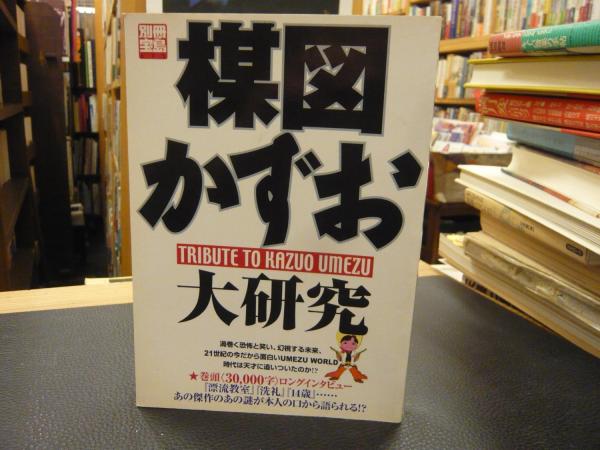 別冊
宝島
楳図
かずお
TRIBUTE TO KAZUO UMEZU
大研究
渦巻く恐怖と笑い、幻視する未来、
21世紀の今だから面白いUMEZU WORLD
時代は天才に追いついたのか!?
★巻頭〈30,000字〉ロングインタビュー
『漂流教室』『洗礼』『14歳』……
あの傑作のあの謎が本人の口から語られる!?